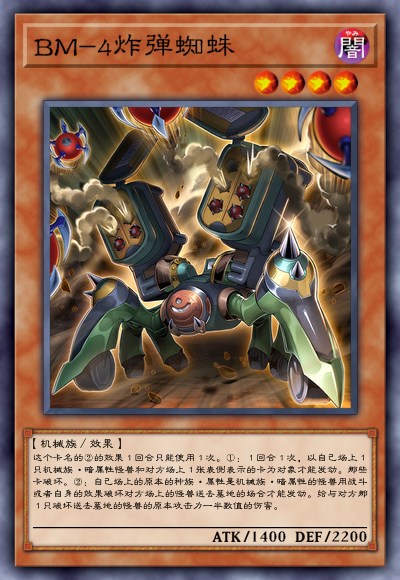 BM-4炸弹蜘蛛
やみ
闇
【机械族/效果】
这个卡名的②的效果1回合只能使用1次。①:1回合1次,以自己场上1
只机械族·暗属性怪兽和对方场上1张表侧表示的卡为对象才能发动。那些
卡破坏。②:自己场上的原本的种族·属性是机械族·暗属性的怪兽用战斗
或者自身的效果破坏对方场上的怪兽送去墓地的场合才能发动。给与对方那
1只破坏送去墓地的怪兽的原本攻击力一半数值的伤害。
ATK/1400 DEF/2200